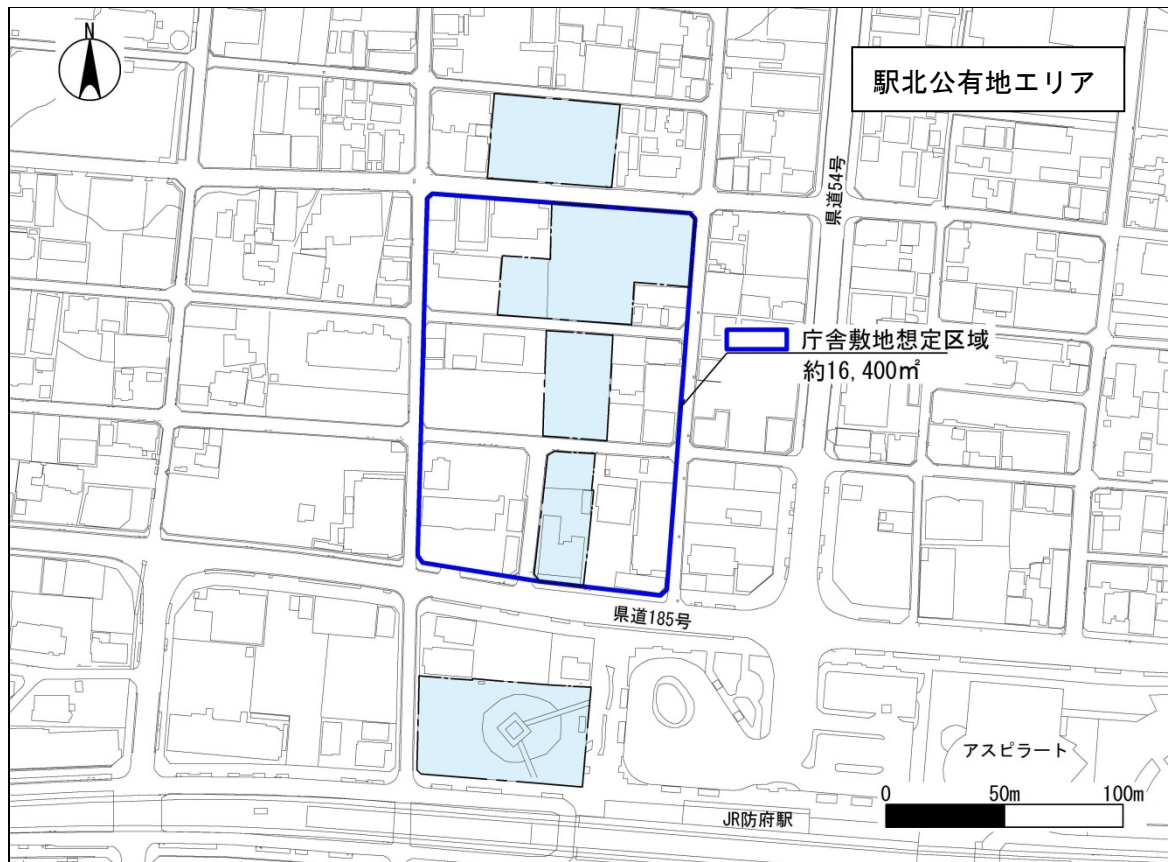 N
駅北公有地エリア
県道54号
庁舎敷地想定区域
約16,400㎡
県道185号
アスピラート
0 50m 100m
JR防府駅